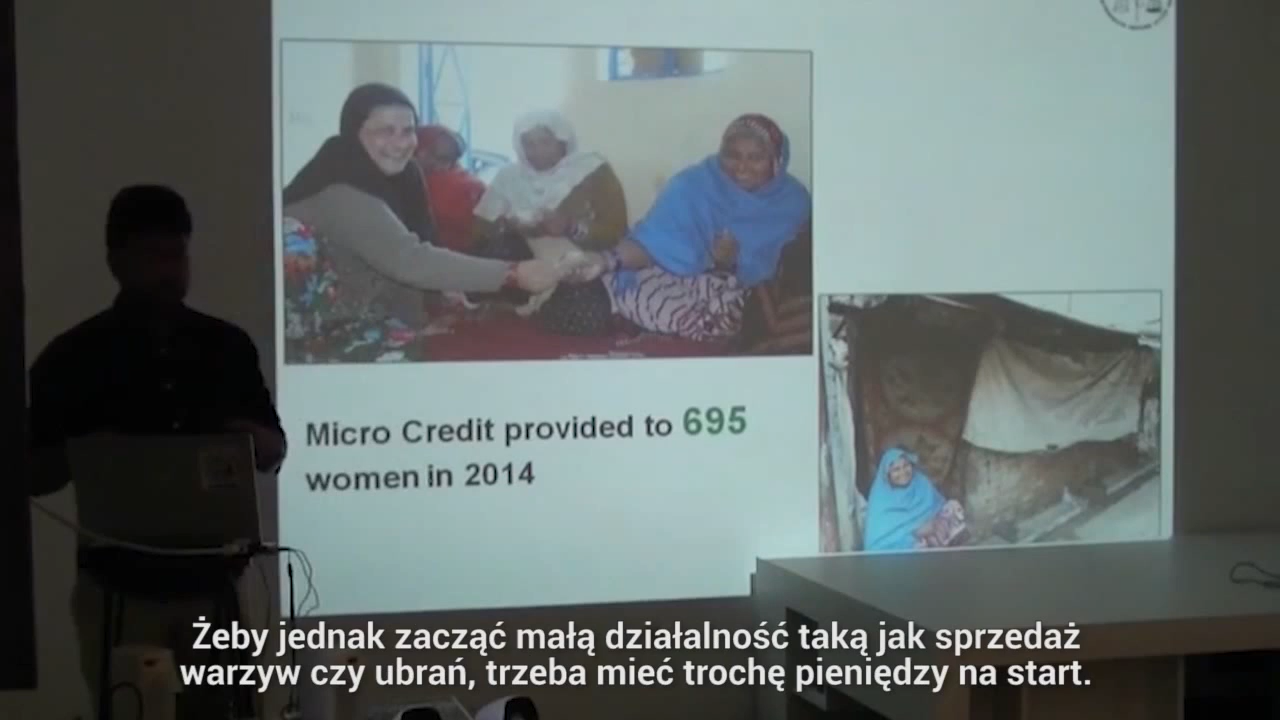 Micro Credit provided to 695
women in 2014
Żeby jednak zacząć małą działalność taką jak sprzedaż
warzyw czy ubrań, trzeba mieć trochę pieniędzy na start.